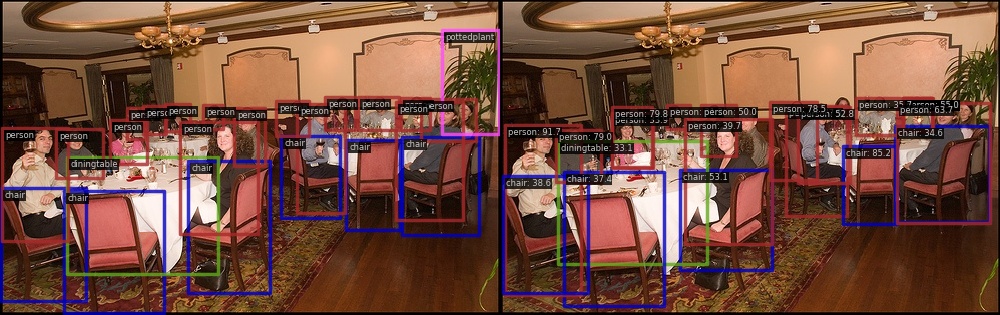 pottedplant
person
person
person
person
person
person
person
person
person
person
person
person
diningtable
chair
chair
chair
chair
chair
chair
person: 91.7
person: 79.0
diningtable: 33.1
79.8
person: 50.0
person: 39.7
person: 78.5
52.8
63.7
chair: 38.6
chair: 37.4
chair: 53.1
chair: 85.2
chair: 34.6